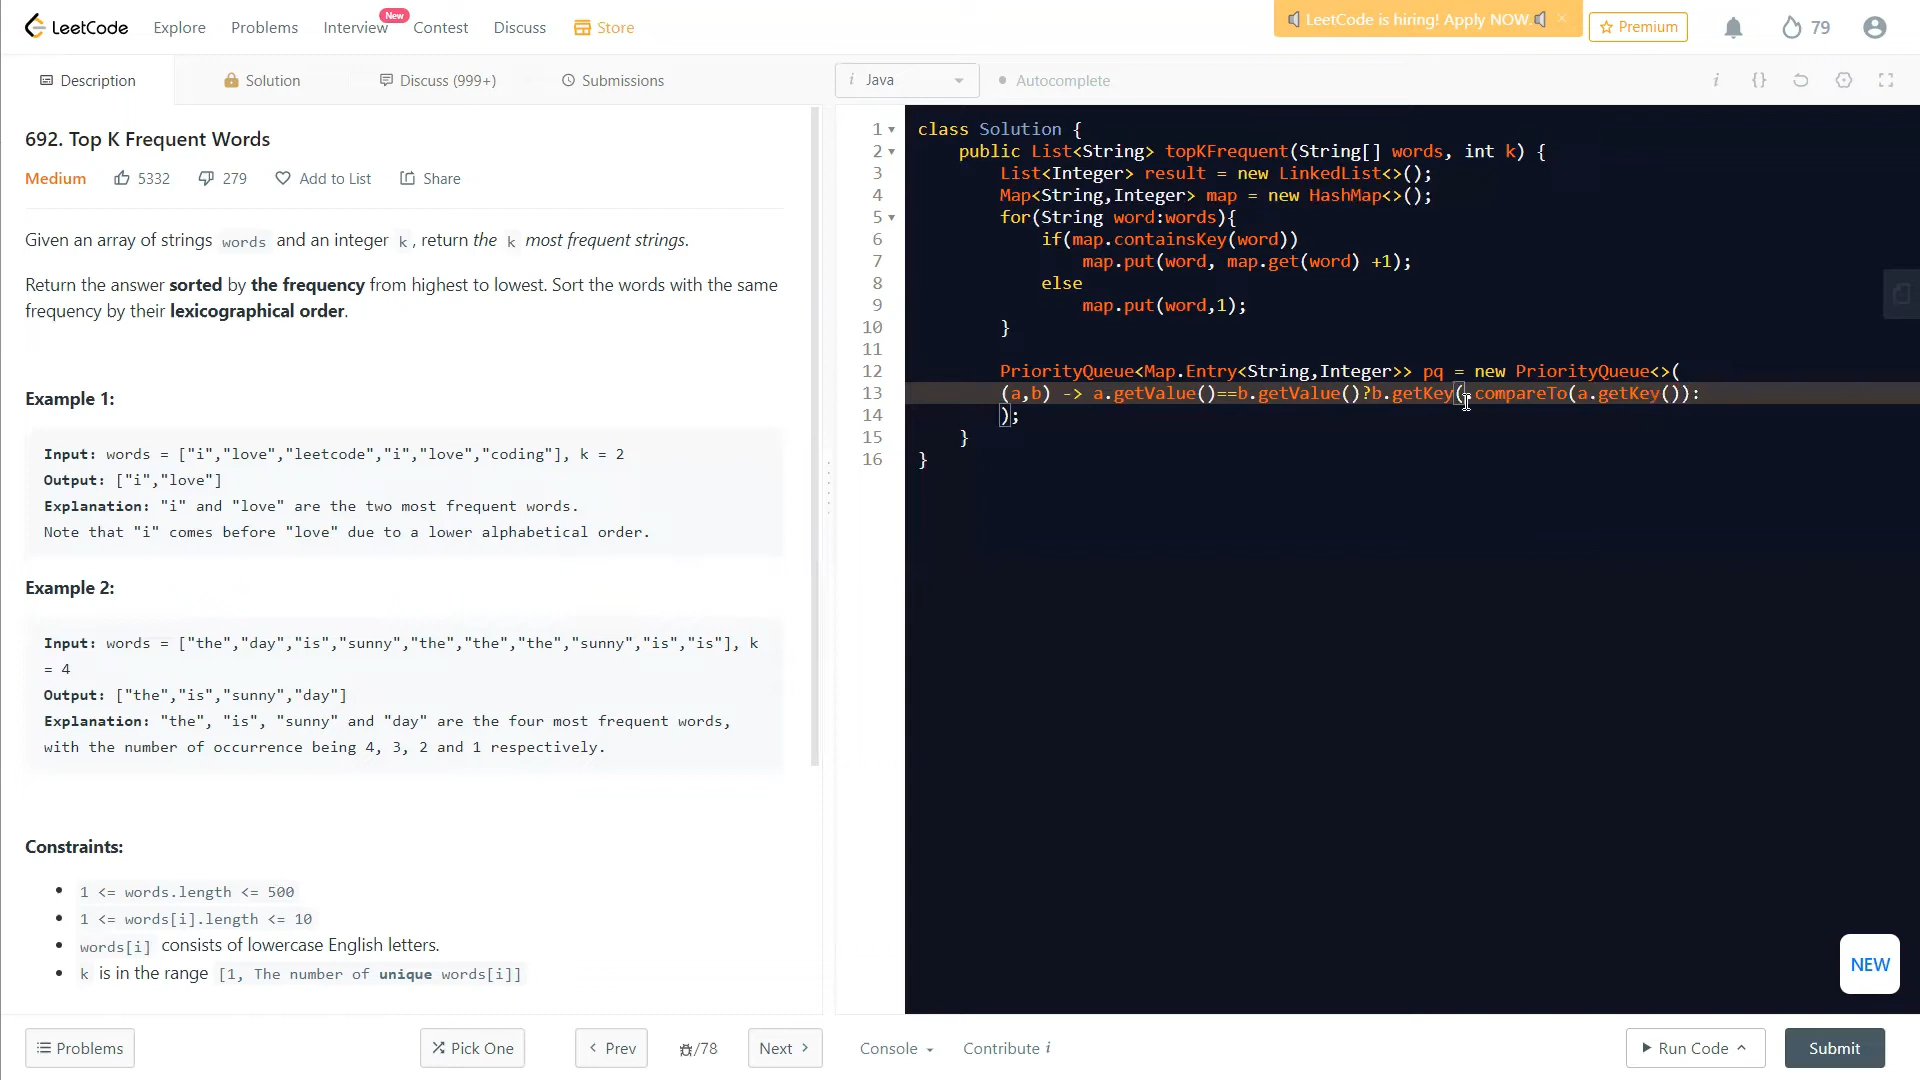 LeetCode Explore Problems Interview New Contest Discuss Store LeetCode is hiring! Apply NOW. Premium 79
Description Solution Discuss (999+) Submissions i Java Autocomplete
692. Top K Frequent Words
Medium 5332 279 Add to List Share
Given an array of strings words and an integer k, return the k most frequent strings.
Return the answer sorted by the frequency from highest to lowest. Sort the words with the same
frequency by their lexicographical order.
Example 1:
Input: words = ["i","love","leetcode","i","love","coding"], k = 2
Output: ["i","love"]
Explanation: "i" and "love" are the two most frequent words.
Note that "i" comes before "love" due to a lower alphabetical order.
Example 2:
Input: words = ["the","day","is","sunny","the","the","the","sunny","is","is"], k
= 4
Output: ["the","is","sunny","day"]
Explanation: "the", "is", "sunny" and "day" are the four most frequent words,
with the number of occurrence being 4, 3, 2 and 1 respectively.
Constraints:
1 <= words.length <= 500
1 <= words[i].length <= 10
words[i] consists of lowercase English letters.
k is in the range [1, The number of unique words[i]]
1 class Solution {
2 public List<String> topKFrequent(String[] words, int k) {
3 List<Integer> result = new LinkedList<>();
4 Map<String,Integer> map = new HashMap<>();
5 for(String word:words){
6 if(map.containsKey(word))
7 map.put(word, map.get(word) +1);
8 else
9 map.put(word,1);
10 }
11
12 PriorityQueue<Map.Entry<String,Integer>> pq = new PriorityQueue<>(
13 (a,b) -> a.getValue()==b.getValue()?b.getKey(.compareTo(a.getKey()):
14 );
15 }
16 }
NEW
Problems Pick One < Prev /78 Next > Console Contribute i Run Code Submit